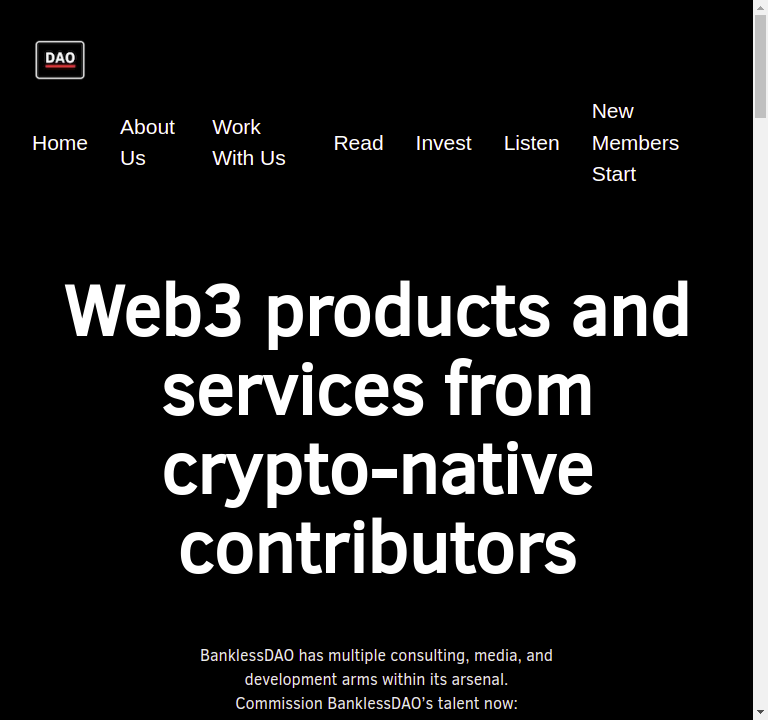 DAO
Home
About
Us
Work
With Us
Read
Invest
Listen
New
Members
Start
Web3 products and
services from
crypto-native
contributors
BanklessDAO has multiple consulting, media, and
development arms within its arsenal.
Commission BanklessDAO's talent now: